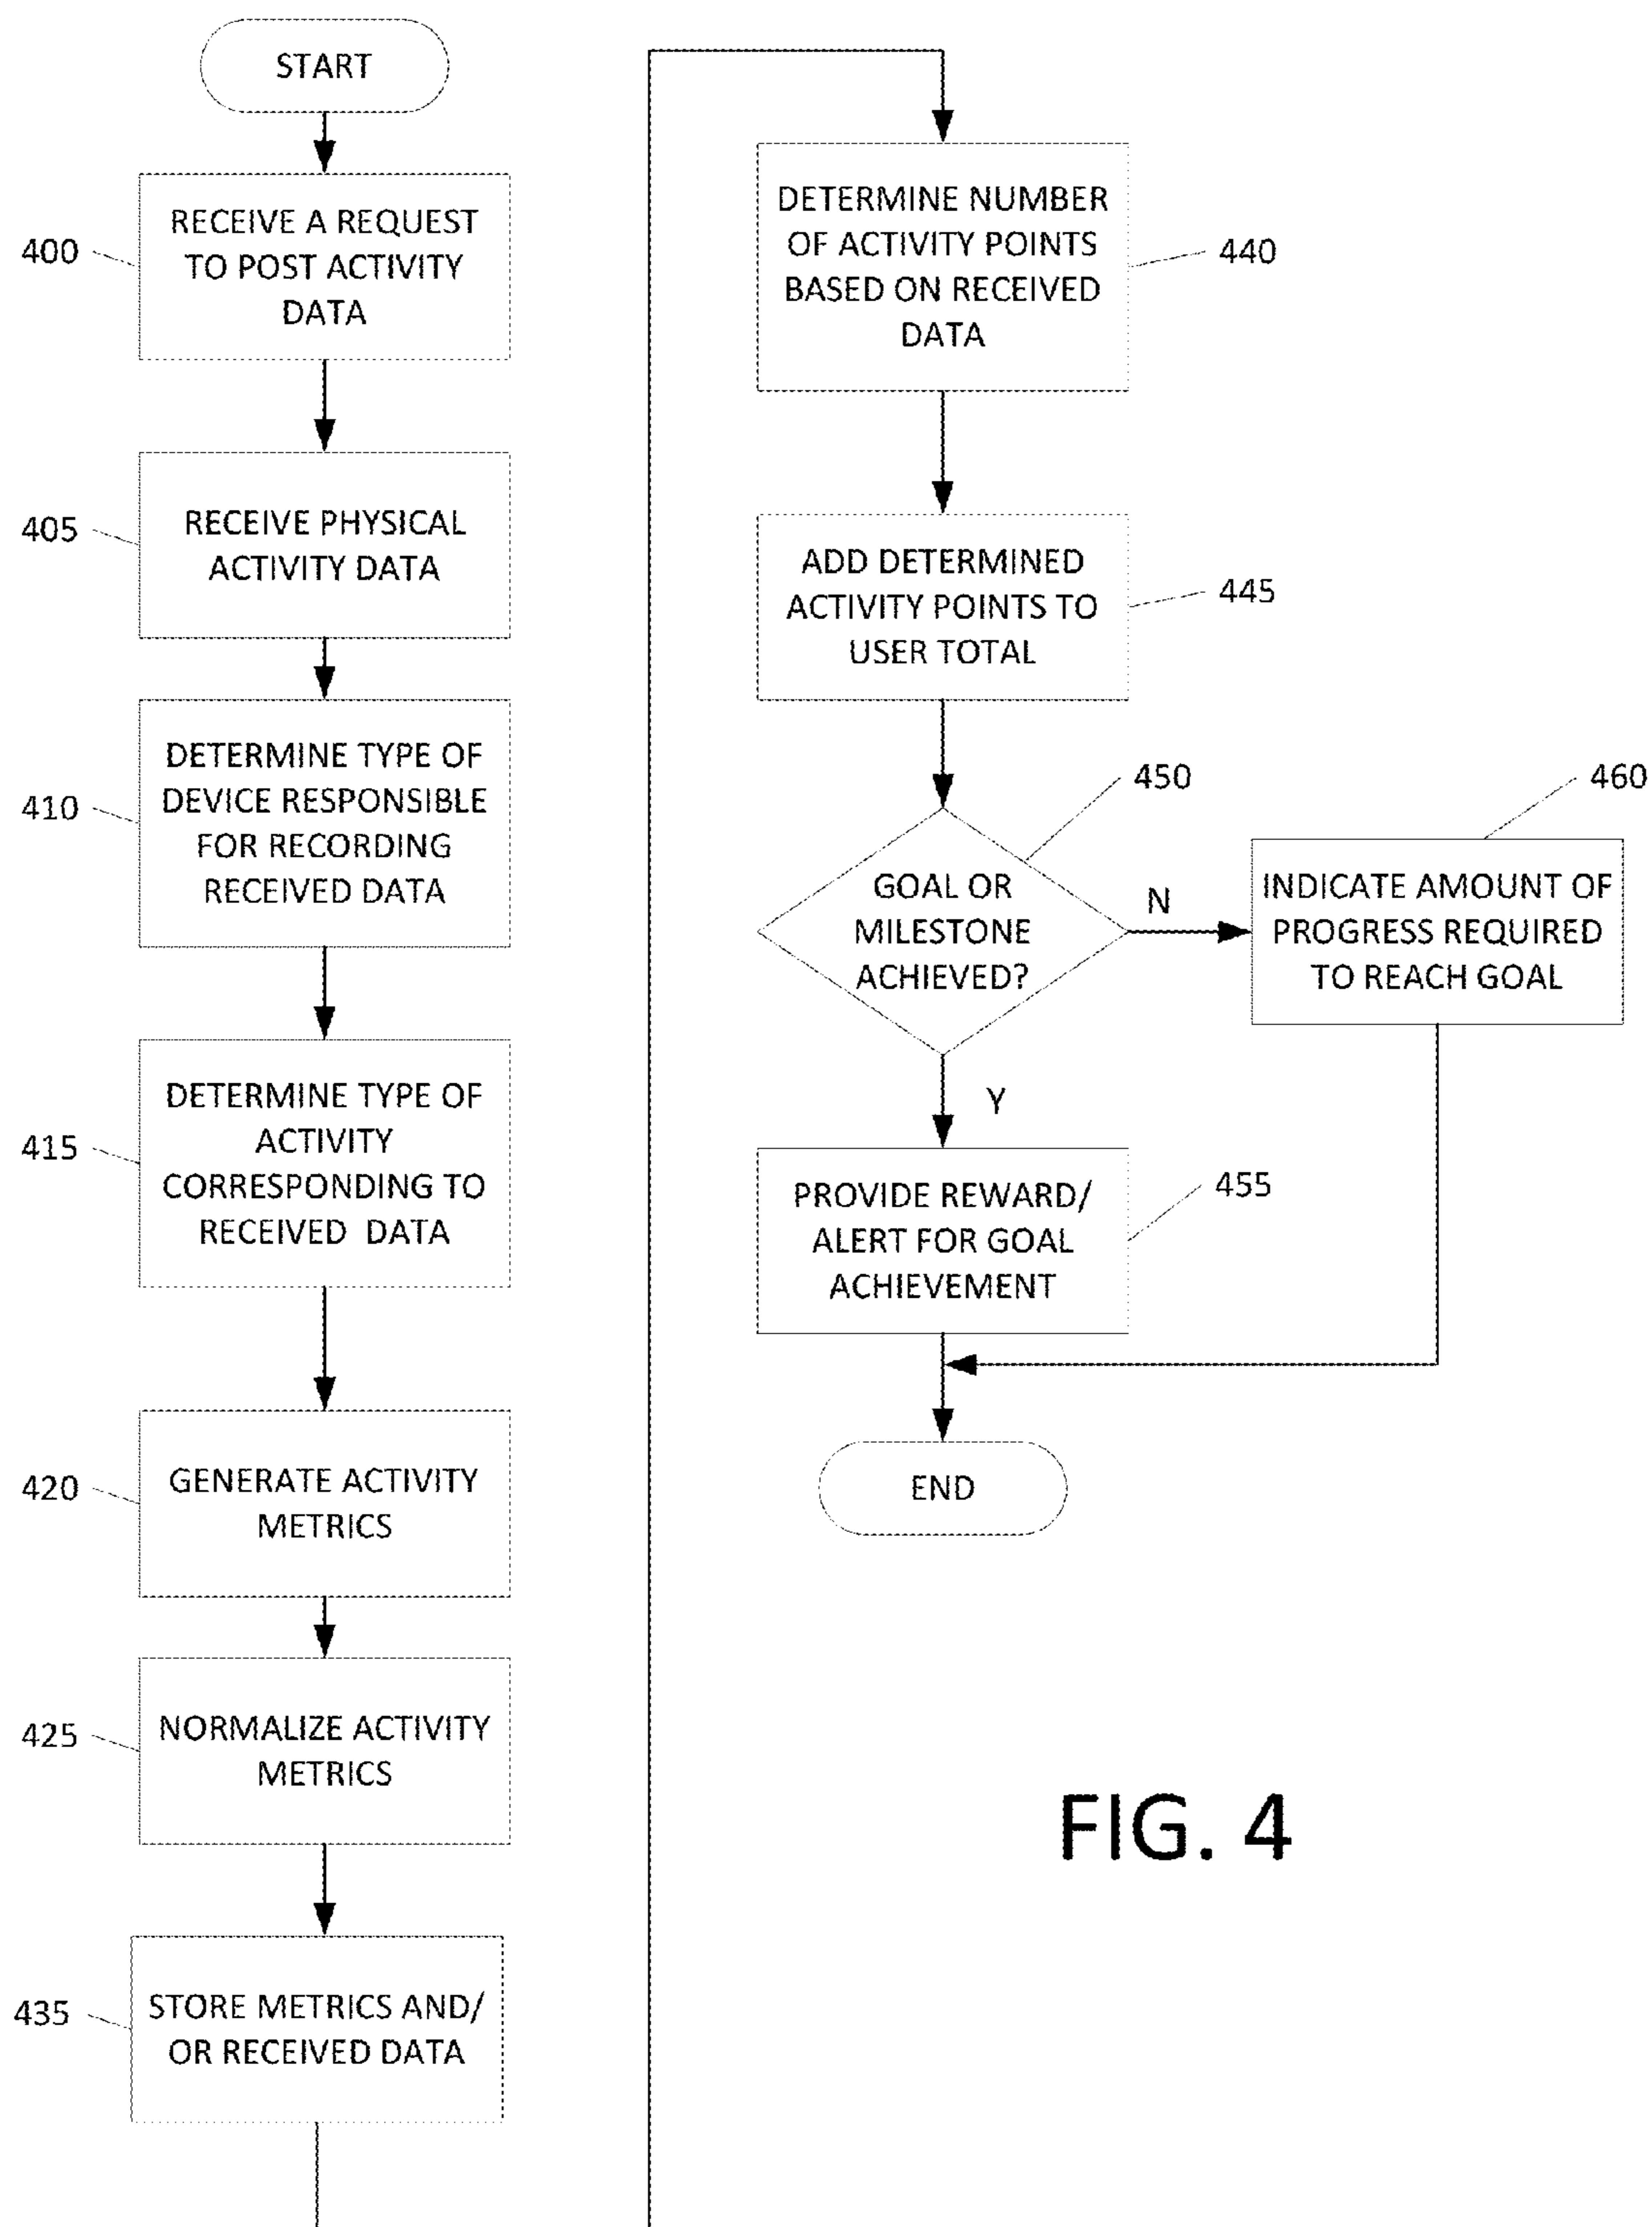 START
400
RECEIVE A REQUEST
TO POST ACTIVITY
DATA
405
RECEIVE PHYSICAL
ACTIVITY DATA
410
DETERMINE TYPE OF
DEVICE RESPONSIBLE
FOR RECORDING
RECEIVED DATA
415
DETERMINE TYPE OF
ACTIVITY
CORRESPONDING TO
RECEIVED DATA
420
GENERATE ACTIVITY
METRICS
425
NORMALIZE ACTIVITY
METRICS
435
STORE METRICS AND/
OR RECEIVED DATA
DETERMINE NUMBER
OF ACTIVITY POINTS
BASED ON RECEIVED
DATA
440
ADD DETERMINED
ACTIVITY POINTS TO
USER TOTAL
445
GOAL OR
MILESTONE
ACHIEVED?
450
N
460
INDICATE AMOUNT OF
PROGRESS REQUIRED
TO REACH GOAL
Y
PROVIDE REWARD/
ALERT FOR GOAL
ACHIEVEMENT
455
END
FIG. 4